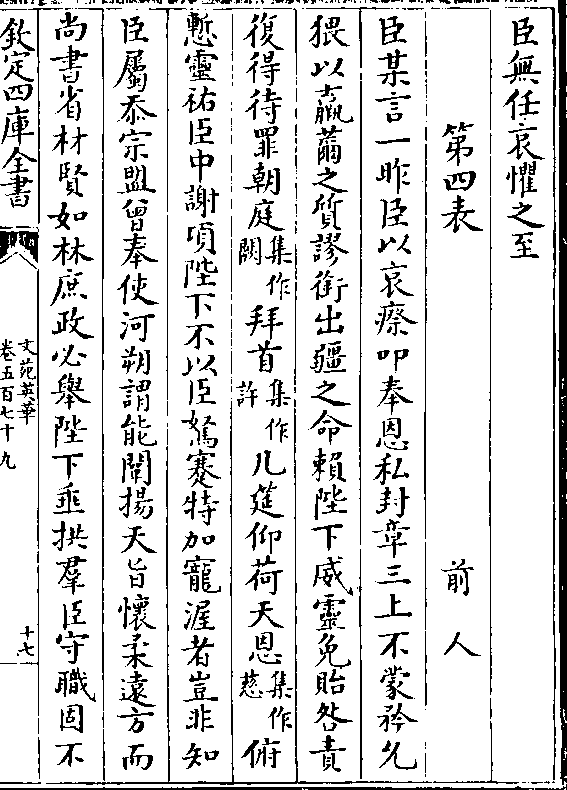 臣無任哀懼之至
第四表 前人
臣某言一昨臣以哀瘵叩奉恩私封章三上不蒙矜允
猥以羸薾之質謬銜出疆之命賴陛下威靈免貽咎責
復得待罪朝庭集作闕拜首集作許几筵仰荷天恩集作慈俯
慙靈祐臣中謝頃陛下不以臣駑蹇特加寵渥者豈非知
臣屬忝宗盟曾奉使河朔謂能闡揚天旨懷柔遠方而
尚書省材賢如林庶政必舉陛下垂拱羣臣守職固不
欽定四庫全書
文苑英華
卷五百七十九
十七